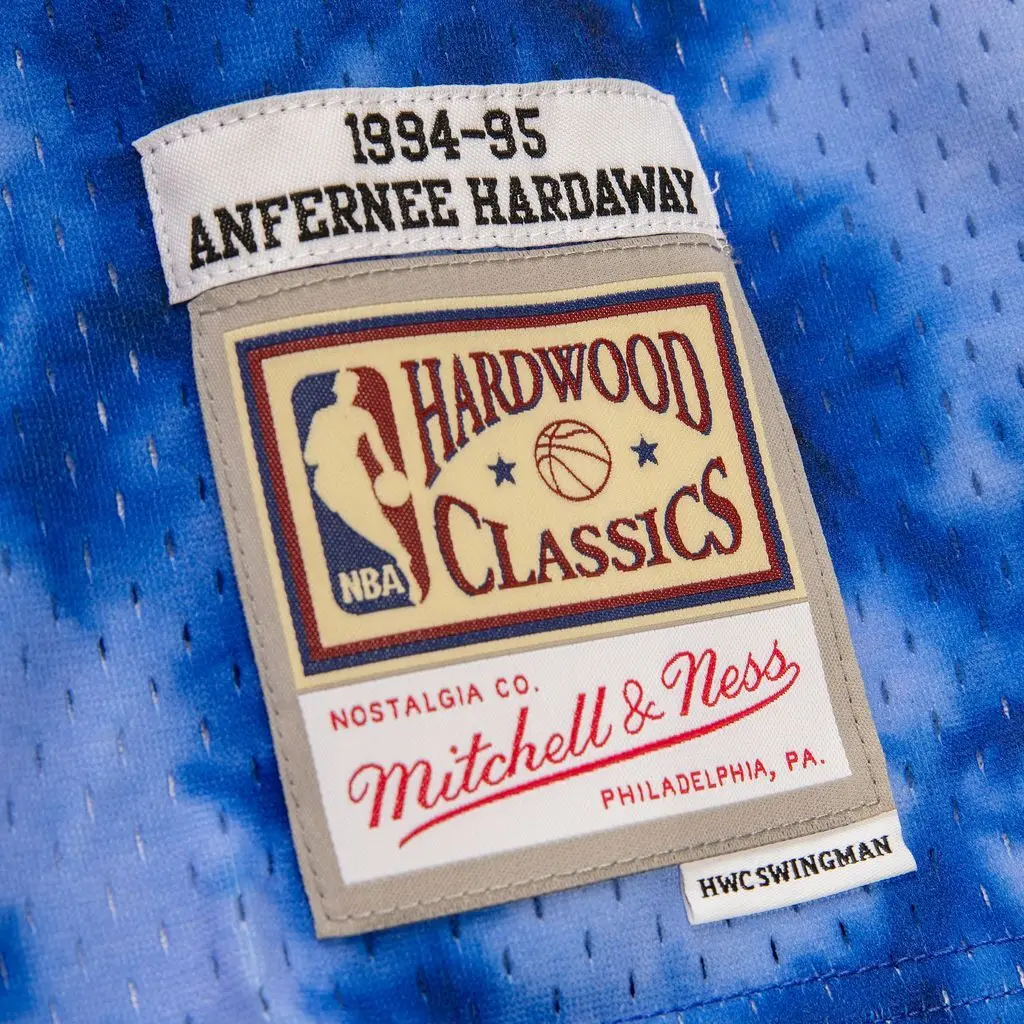 1994-95
ANFERNEE HARDAWAY
HARDWOOD
CLASSICS
NBA
NOSTALGIA CO.
Mitchell & Ness
PHILADELPHIA, PA.
HWC SWINGMAN